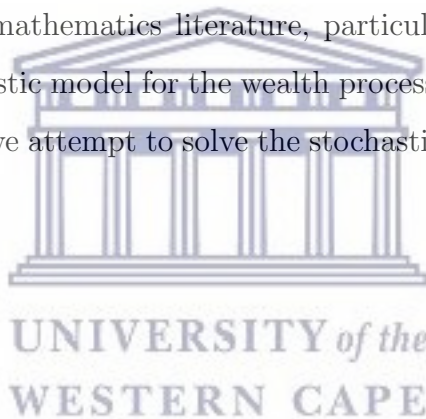 mathematics literature, particul
stic model for the wealth process
we attempt to solve the stochasti
UNIVERSITY of the
WESTERN CAPE